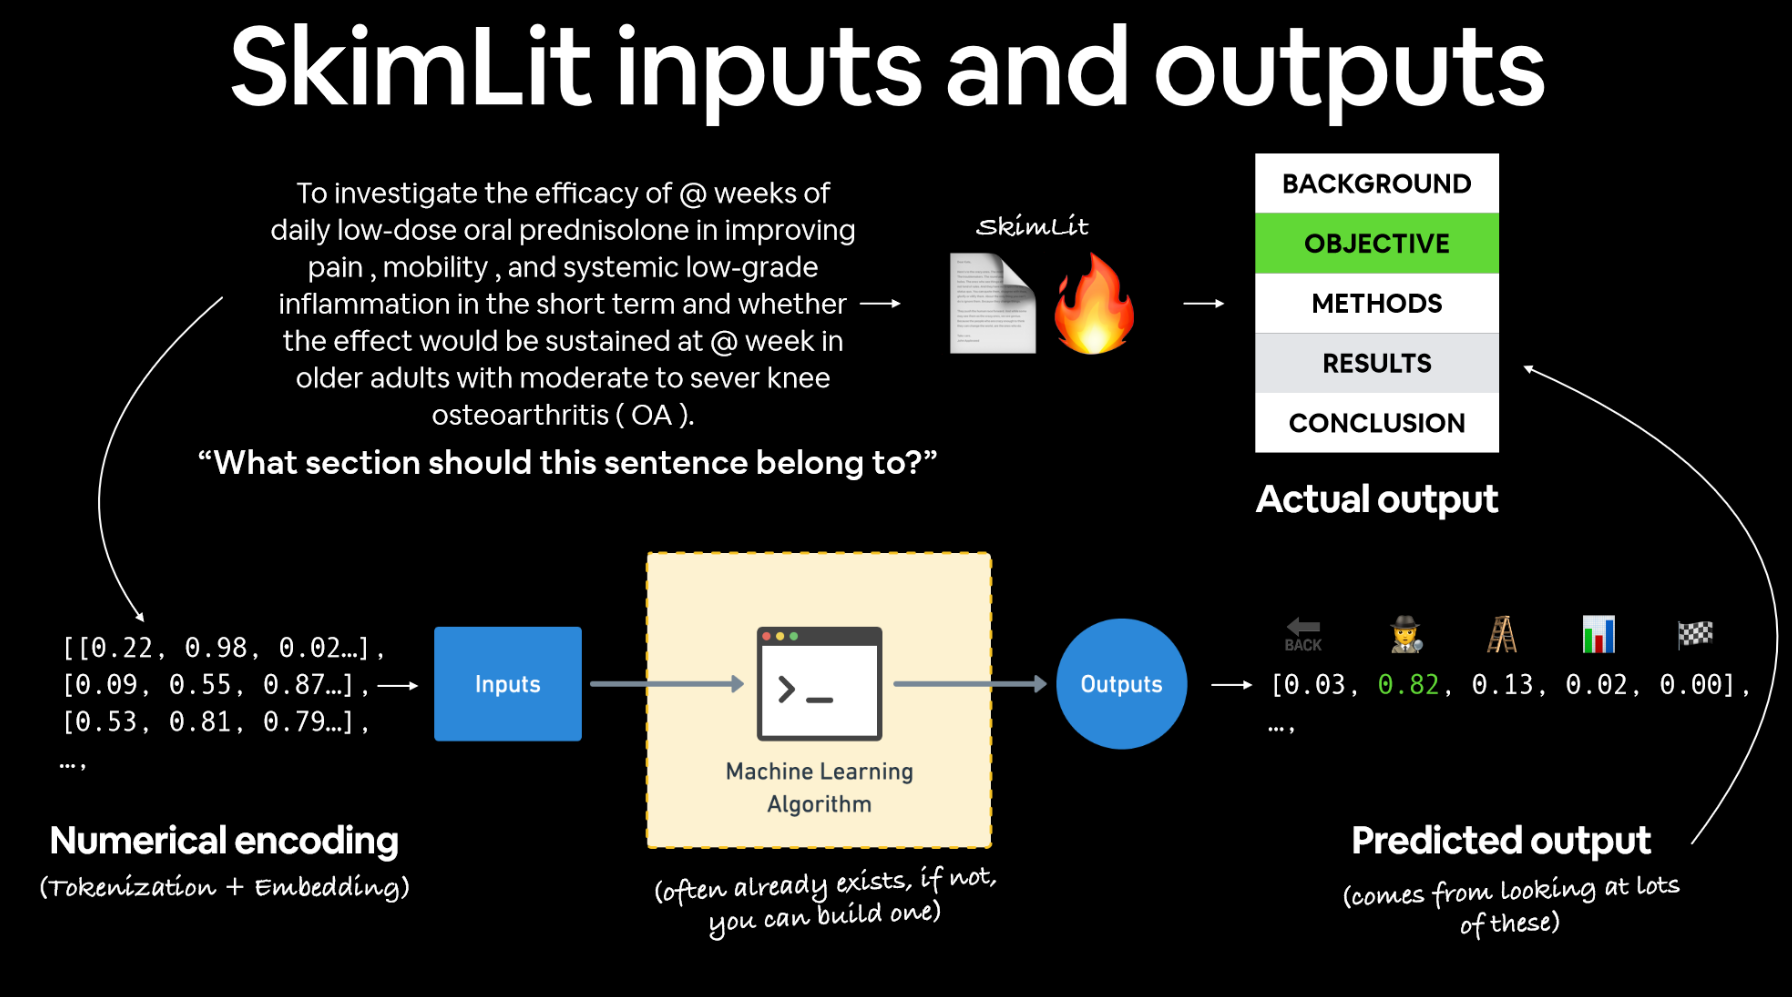 SkimLit inputs and outputs
To investigate the efficacy of @ weeks of
daily low-dose oral prednisolone in improving
pain , mobility , and systemic low-grade
inflammation in the short term and whether
the effect would be sustained at @ week in
older adults with moderate to sever knee
osteoarthritis ( OA ).
“What section should this sentence belong to?”
SkimLit
BACKGROUND
OBJECTIVE
METHODS
RESULTS
CONCLUSION
Actual output
[[0.22, 0.98, 0.02…],
[0.09, 0.55, 0.87…],
[0.53, 0.81, 0.79…],
…,
Numerical encoding
(Tokenization + Embedding)
Inputs
Machine Learning
Algorithm
(often already exists, if not,
you can build one)
Outputs
BACK
[0.03, 0.82, 0.13, 0.02, 0.00],
…,
Predicted output
(comes from looking at lots
of these)